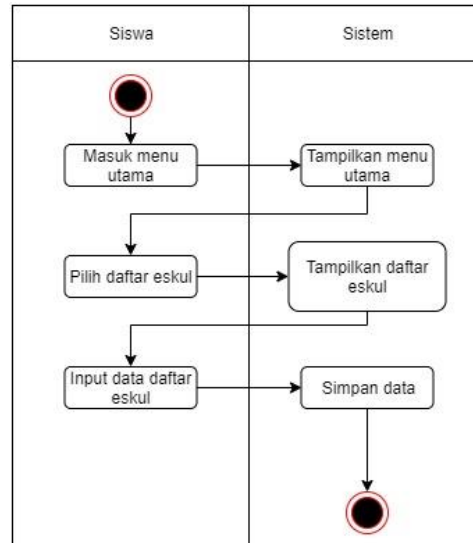 Siswa
Sistem
Masuk menu
utama
Tampilkan menu
utama
Pilih daftar eskul
Tampilkan daftar
eskul
Input data daftar
eskul
Simpan data